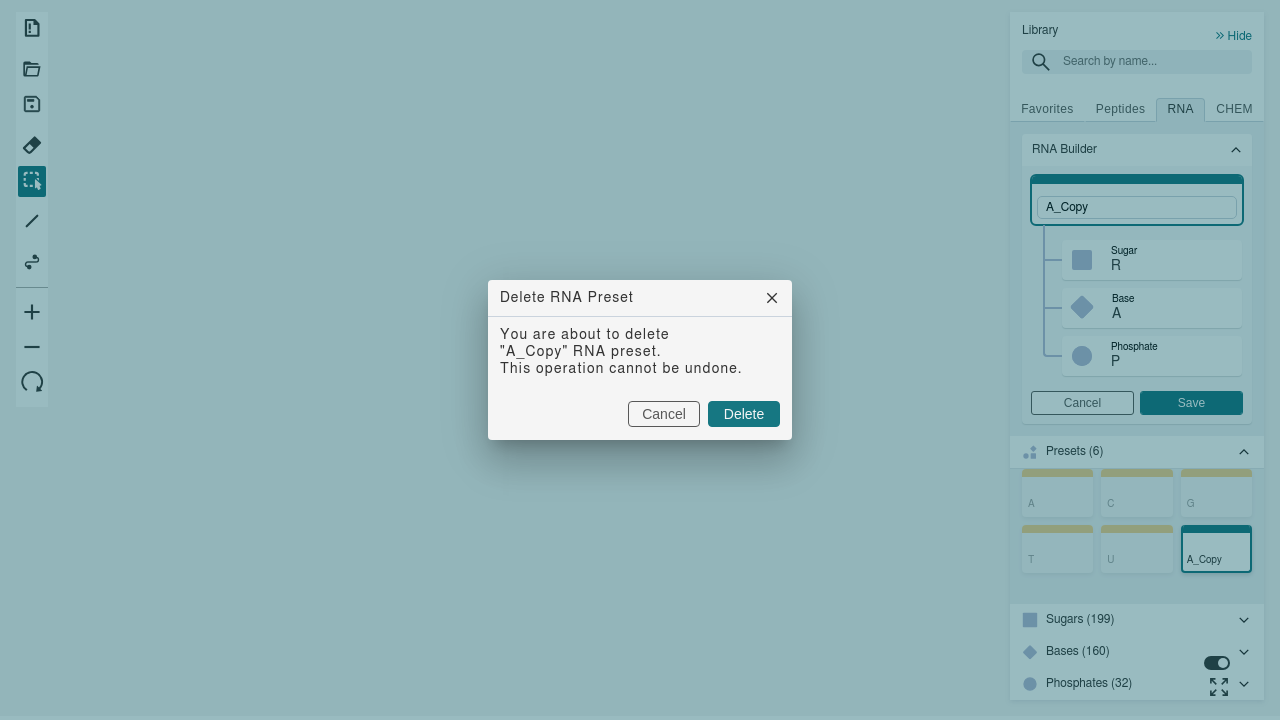 Library
Hide
Search by name...
Favorites
Peptides
RNA
CHEM
RNA Builder
A_Copy
Sugar
R
Base
A
Phosphate
P
Cancel
Save
Presets (6)
A
C
G
T
U
A_Copy
Sugars (199)
Bases (160)
Phosphates (32)
Delete RNA Preset
You are about to delete
"A_Copy" RNA preset.
This operation cannot be undone.
Cancel
Delete